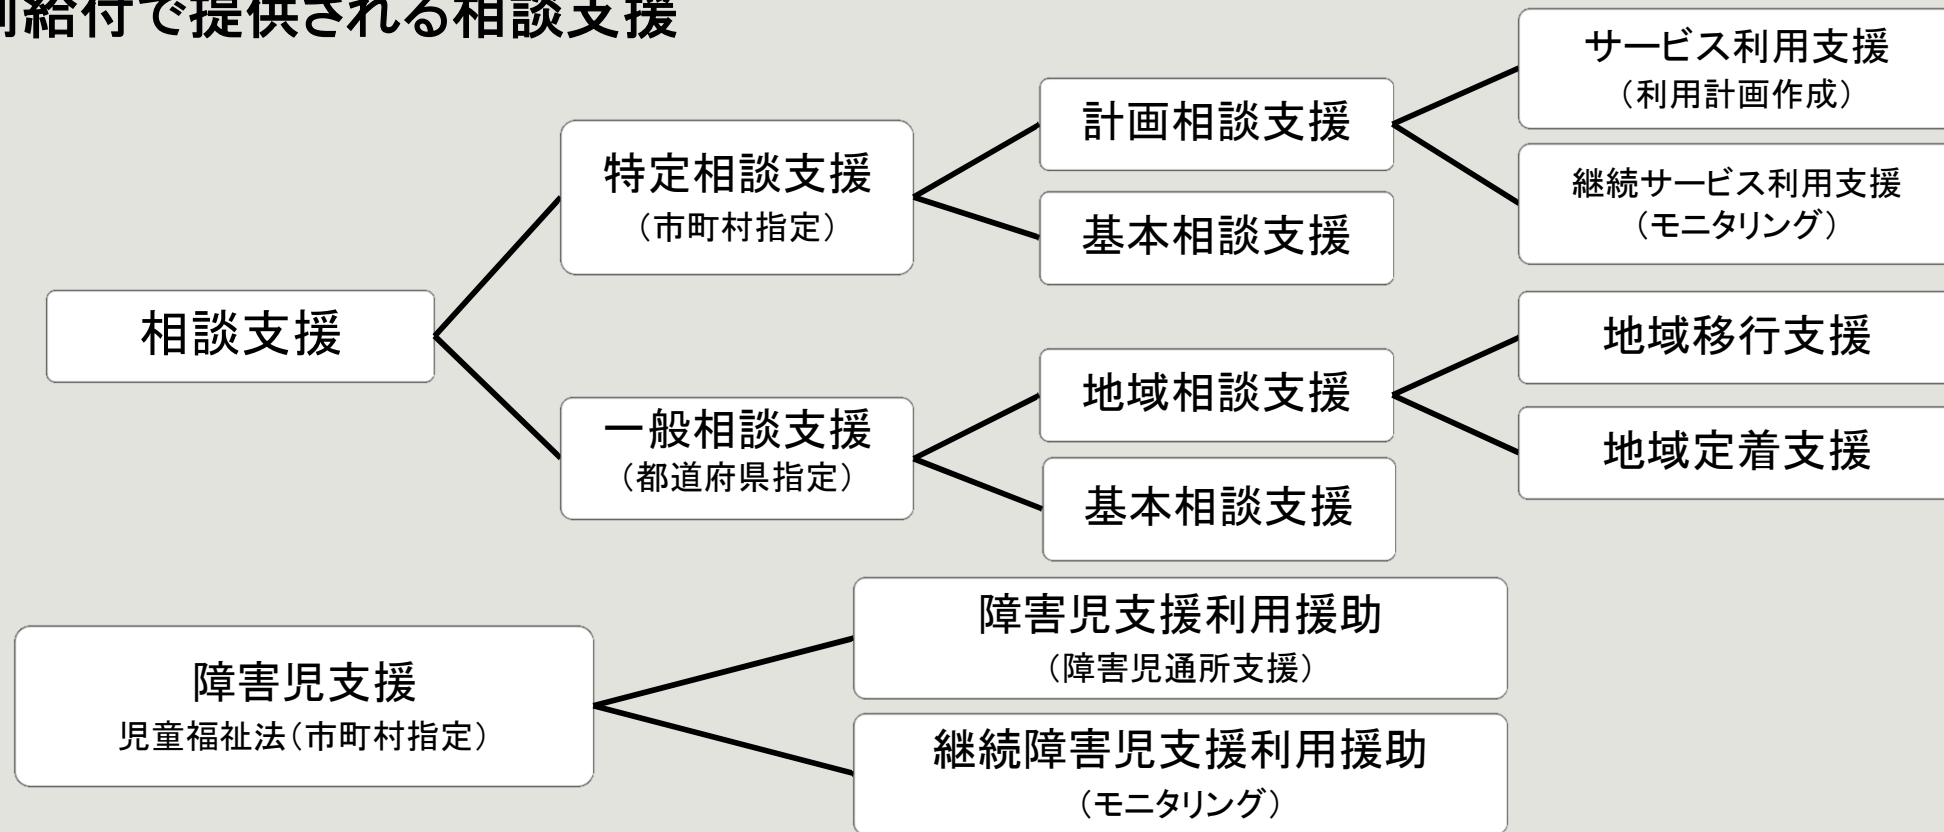 別給付で提供される相談支援
相談支援
特定相談支援
（市町村指定）
計画相談支援
サービス利用支援
（利用計画作成）
継続サービス利用支援
（モニタリング）
基本相談支援
一般相談支援
（都道府県指定）
地域相談支援
地域移行支援
地域定着支援
基本相談支援
障害児支援
児童福祉法（市町村指定）
障害児支援利用援助
（障害児通所支援）
継続障害児支援利用援助
（モニタリング）